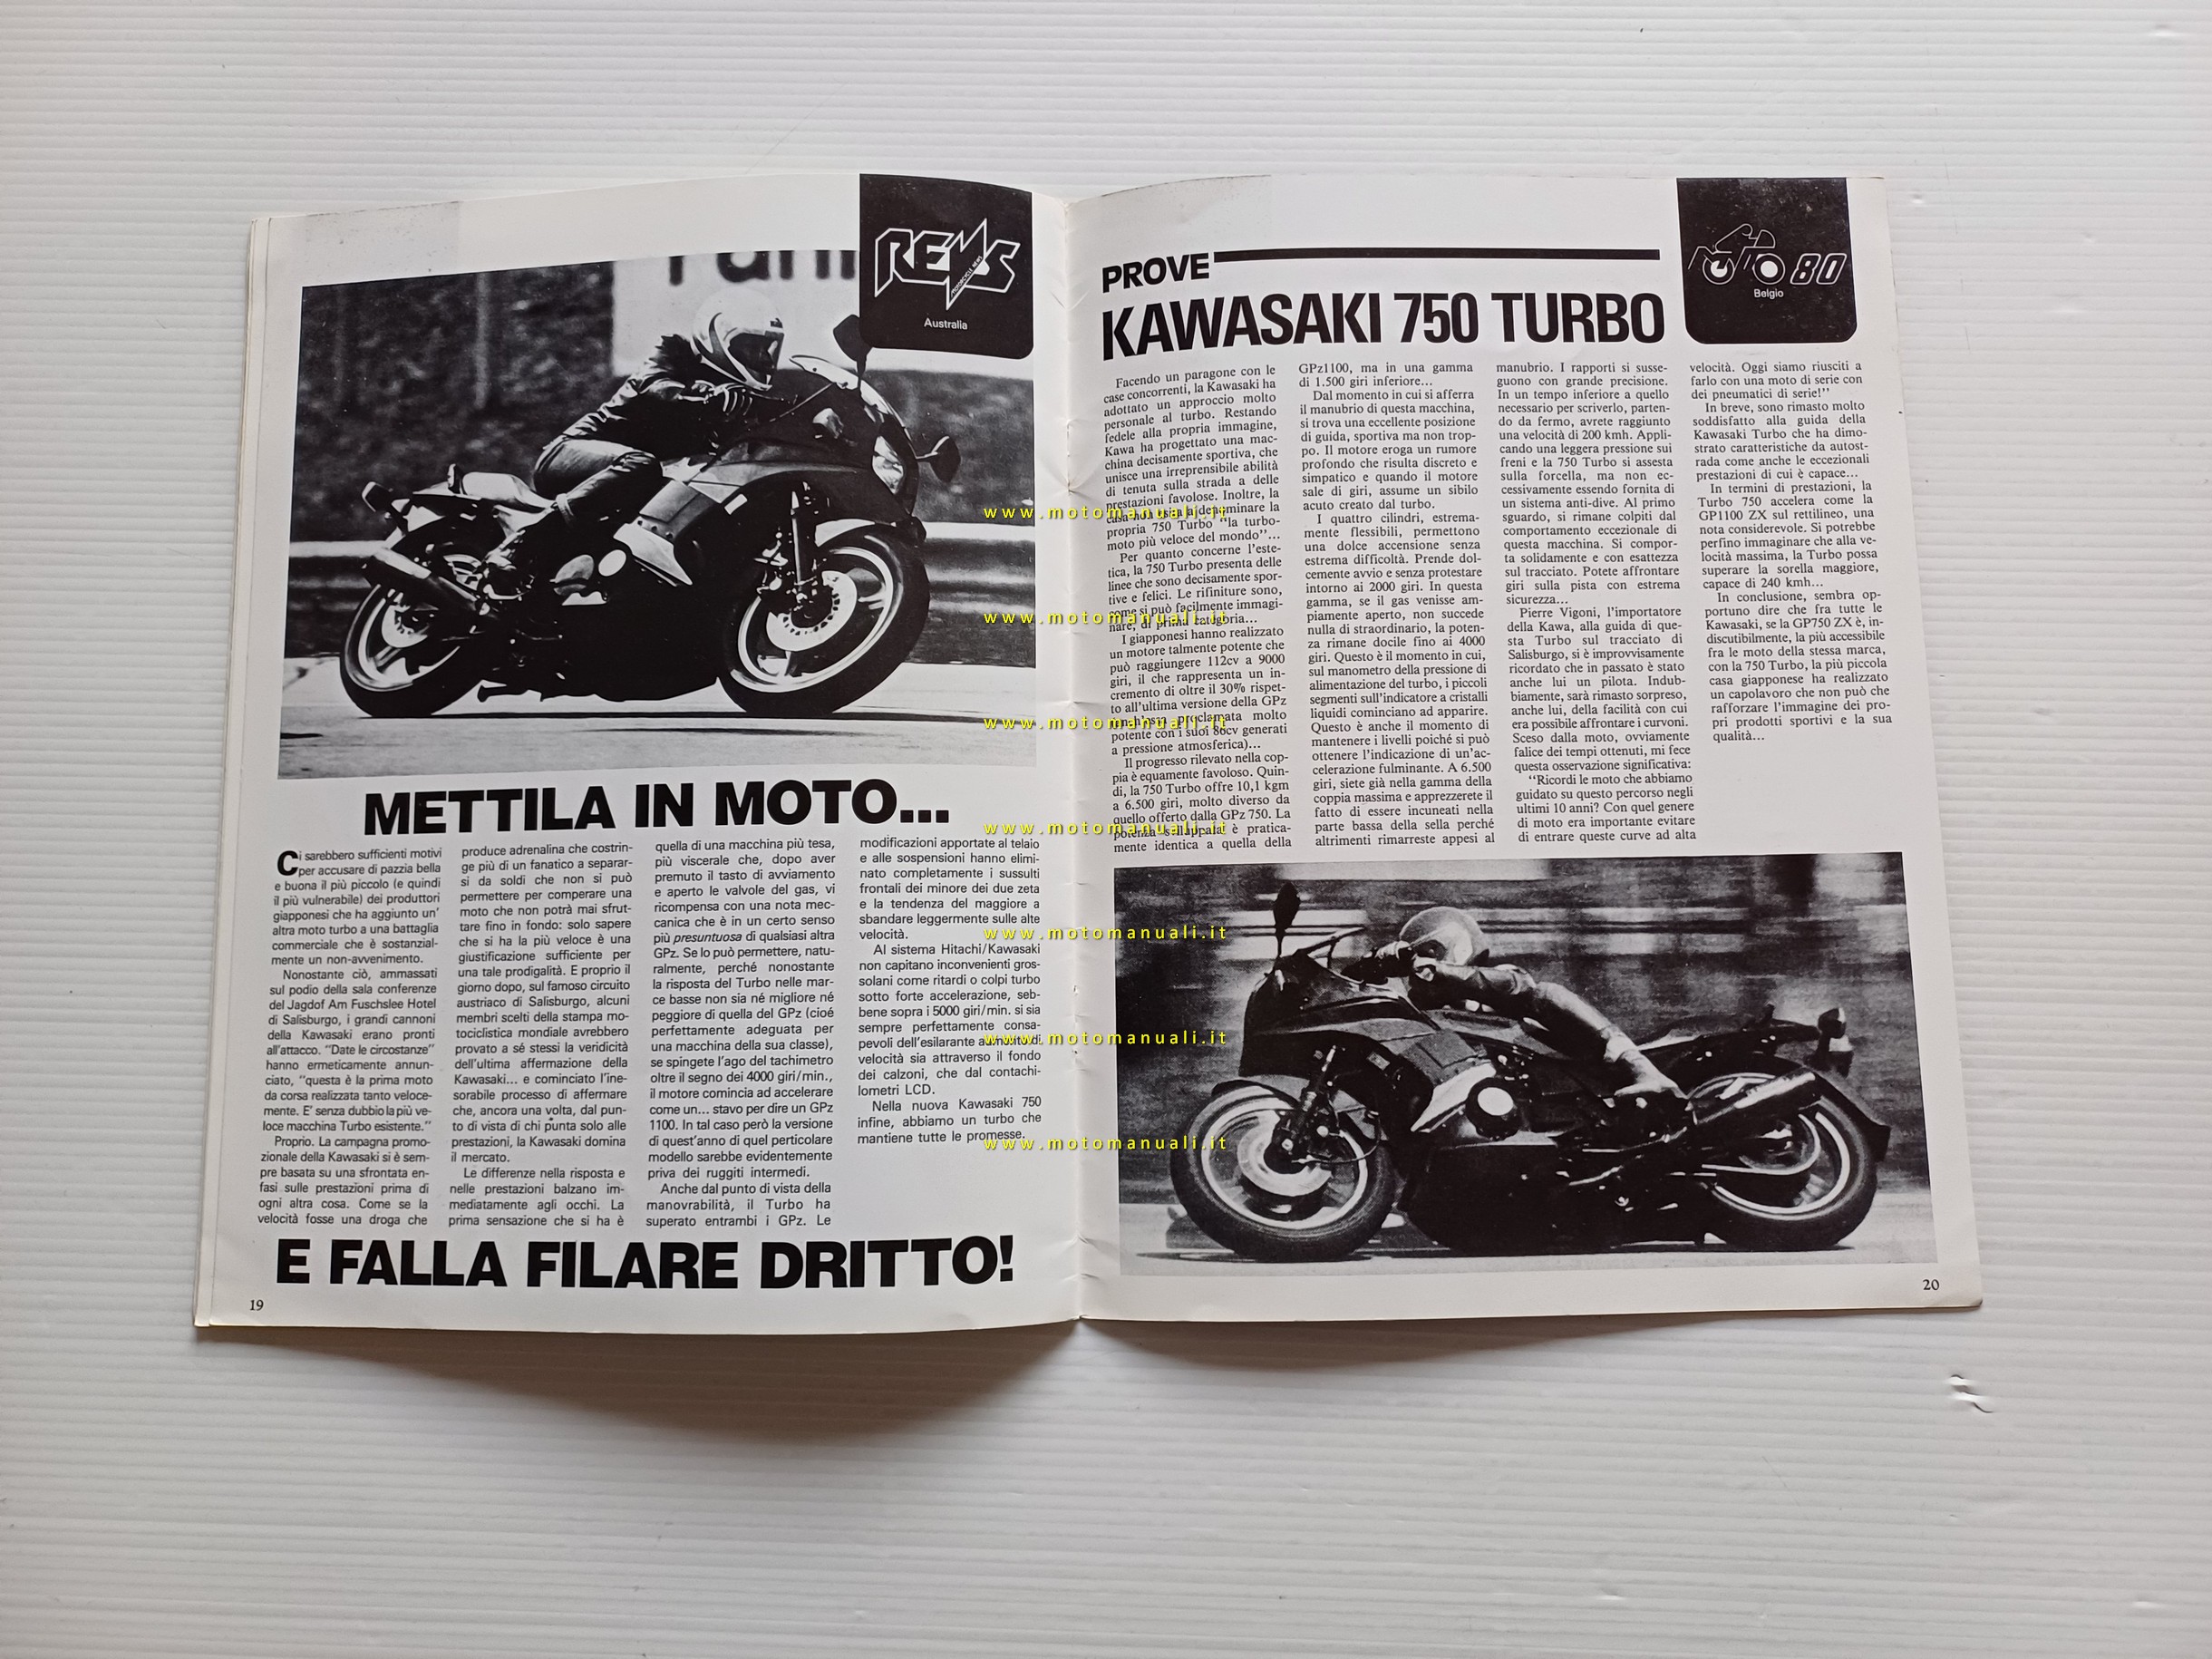 REVS
MOTORCYCLE NEWS
Australia
METTILA IN MOTO...
Ci sarebbero sufficienti motivi
per accusare di pazzia bella
e buona il più piccolo (e quindi
il più vulnerabile) dei produttori
giapponesi che ha aggiunto un'
altra moto turbo a una battaglia
commerciale che è sostanzial-
mente un non-avvenimento.
Nonostante ciò, ammassati
sul podio della sala conferenze
del Jagdof Am Fuschslee Hotel
di Salisburgo, i grandi cannoni
della Kawasaki erano pronti
all'attacco. "Date le circostanze"
hanno ermeticamente annun-
ciato, "questa è la prima moto
da corsa realizzata tanto veloce-
mente. E' senza dubbio la più ve-
loce macchina Turbo esistente."
Proprio. La campagna promo-
zionale della Kawasaki si è sem-
pre basata su una sfrontata en-
fasi sulle prestazioni prima di
ogni altra cosa. Come se la
velocità fosse una droga che
produce adrenalina che costrin-
ge più di un fanatico a separar-
si da soldi che non si può
permettere per comperare una
moto che non potrà mai sfrut-
tare fino in fondo: solo sapere
che si ha la più veloce è una
giustificazione sufficiente per
una tale prodigalità. E proprio il
giorno dopo, sul famoso circuito
austriaco di Salisburgo, alcuni
membri scelti della stampa mo-
tociclistica mondiale avrebbero
provato a sé stessi la veridicità
dell'ultima affermazione della
Kawasaki... e cominciato l'ine-
sorabile processo di affermare
che, ancora una volta, dal pun-
to di vista di chi punta solo alle
prestazioni, la Kawasaki domina
il mercato.
Le differenze nella risposta e
nelle prestazioni balzano im-
mediatamente agli occhi. La
prima sensazione che si ha è
quella di una macchina più tesa,
più viscerale che, dopo aver
premuto il tasto di avviamento
e aperto le valvole del gas, vi
ricompensa con una nota mec-
canica che è in un certo senso
più presuntuosa di qualsiasi altra
GPz. Se lo può permettere, natu-
ralmente, perché nonostante
la risposta del Turbo nelle mar-
ce basse non sia né migliore né
peggiore di quella del GPz (cioé
perfettamente adeguata per
una macchina della sua classe),
se spingete l'ago del tachimetro
oltre il segno dei 4000 giri/min.,
il motore comincia ad accelerare
come un... stavo per dire un GPz
1100. In tal caso però la versione
di quest'anno di quel perticolare
modello sarebbe evidentemente
priva dei ruggiti intermedi.
Anche dal punto di vista della
manovrabilità, il Turbo ha
superato entrambi i GPz. Le
modificazioni apportate al telaio
e alle sospensioni hanno elimi-
nato completamente i sussulti
frontali dei minore dei due zeta
e la tendenza del maggiore a
sbandare leggermente sulle alte
velocità.
Al sistema Hitachi/Kawasaki
non capitano inconvenienti gros-
solani come ritardi o colpi turbo
sotto forte accelerazione, seb-
bene sopra i 5000 giri/min. si sia
sempre perfettamente consa-
pevoli dell'esilarante aumento di
velocità sia attraverso il fondo
dei calzoni, che dal contachi-
lometri LCD.
Nella nuova Kawasaki 750
infine, abbiamo un turbo che
mantiene tutte le promesse.
E FALLA FILARE DRITTO!
19
PROVE
KAWASAKI 750 TURBO
80
Belgio
Facendo un paragone con le
case concorrenti, la Kawasaki ha
adottato un approccio molto
personale al turbo. Restando
fedele alla propria immagine,
Kawa ha progettato una mac-
china decisamente sportiva, che
unisce una irreprensibile abilità
di tenuta sulla strada a delle
prestazioni favolose. Inoltre, la
casa non esita a denominare la
propria 750 Turbo "la turbo-
moto più veloce del mondo"...
Per quanto concerne l'este-
tica, la 750 Turbo presenta delle
linee che sono decisamente spor-
tive e felici. Le rifiniture sono,
come si può facilmente immagi-
nare, di prima categoria...
I giapponesi hanno realizzato
un motore talmente potente che
può raggiungere 112cv a 9000
giri, il che rappresenta un in-
cremento di oltre il 30% rispet-
to all'ultima versione della GPz
proclamata molto
potente con i suoi 86cv generati
a pressione atmosferica)...
Il progresso rilevato nella cop-
pia è equamente favoloso. Quin-
di, la 750 Turbo offre 10,1 kgm
a 6.500 giri, molto diverso da
quello offerto dalla GPz 750. La
potenza sviluppata è pratica-
mente identica a quella della
GPz1100, ma in una gamma
di 1.500 giri inferiore...
Dal momento in cui si afferra
il manubrio di questa macchina,
si trova una eccellente posizione
di guida, sportiva ma non trop-
po. Il motore eroga un rumore
profondo che risulta discreto e
simpatico e quando il motore
sale di giri, assume un sibilo
acuto creato dal turbo.
I quattro cilindri, estrema-
mente flessibili, permettono
una dolce accensione senza
estrema difficoltà. Prende dol-
cemente avvio e senza protestare
intorno ai 2000 giri. In questa
gamma, se il gas venisse am-
piamente aperto, non succede
nulla di straordinario, la poten-
za rimane docile fino ai 4000
giri. Questo è il momento in cui,
sul manometro della pressione di
alimentazione del turbo, i piccoli
segmenti sull'indicatore a cristalli
liquidi cominciano ad apparire.
Questo è anche il momento di
mantenere i livelli poiché si può
ottenere l'indicazione di un'ac-
celerazione fulminante. A 6.500
giri, siete già nella gamma della
coppia massima e apprezzerete il
fatto di essere incuneati nella
parte bassa della sella perché
altrimenti rimarreste appesi al
manubrio. I rapporti si susse-
guono con grande precisione.
In un tempo inferiore a quello
necessario per scriverlo, parten-
do da fermo, avrete raggiunto
una velocità di 200 kmh. Appli-
cando una leggera pressione sui
freni e la 750 Turbo si assesta
sulla forcella, ma non ec-
cessivamente essendo fornita di
un sistema anti-dive. Al primo
sguardo, si rimane colpiti dal
comportamento eccezionale di
questa macchina. Si compor-
ta solidamente e con esattezza
sul tracciato. Potete affrontare
giri sulla pista con estrema
sicurezza...
Pierre Vigoni, l'importatore
della Kawa, alla guida di que-
sta Turbo sul tracciato di
Salisburgo, si è improvvisamente
ricordato che in passato è stato
anche lui un pilota. Indub-
biamente, sarà rimasto sorpreso,
anche lui, della facilità con cui
era possibile affrontare i curvoni.
Sceso dalla moto, ovviamente
falice dei tempi ottenuti, mi fece
questa osservazione significativa:
"Ricordi le moto che abbiamo
guidato su questo percorso negli
ultimi 10 anni? Con quel genere
di moto era importante evitare
di entrare queste curve ad alta
velocità. Oggi siamo riusciti a
farlo con una moto di serie con
dei pneumatici di serie!"
In breve, sono rimasto molto
soddisfatto alla guida della
Kawasaki Turbo che ha dimo-
strato caratteristiche da autost-
rada come anche le eccezionali
prestazioni di cui è capace...
In termini di prestazioni, la
Turbo 750 accelera come la
GP1100 ZX sul rettilineo, una
nota considerevole. Si potrebbe
perfino immaginare che alla ve-
locità massima, la Turbo possa
superare la sorella maggiore,
capace di 240 kmh...
In conclusione, sembra op-
portuno dire che fra tutte le
Kawasaki, se la GP750 ZX è, in-
discutibilmente, la più accessibile
fra le moto della stessa marca,
con la 750 Turbo, la più piccola
casa giapponese ha realizzato
un capolavoro che non può che
rafforzare l'immagine dei pro-
pri prodotti sportivi e la sua
qualità...
20
www.motomanuali.it
www.motomanuali.it
www.motomanuali.it
www.motomanuali.it
www.motomanuali.it
www.motomanuali.it
www.motomanuali.it